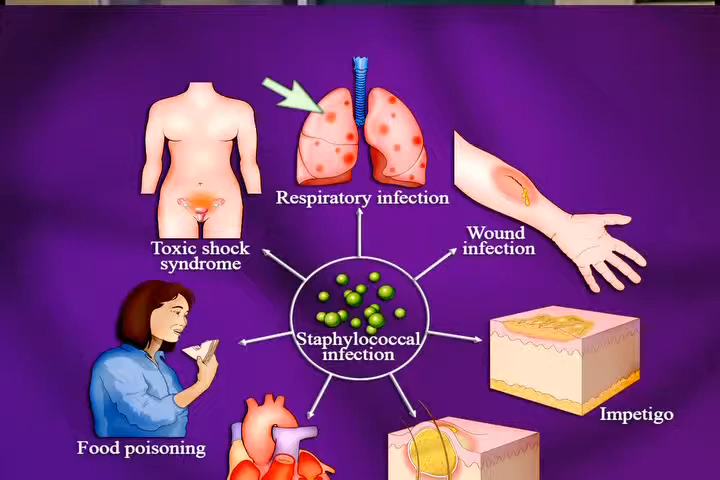 Respiratory infection
Toxic shock
syndrome
Wound
infection
Staphylococcal
infection
Impetigo
Food poisoning